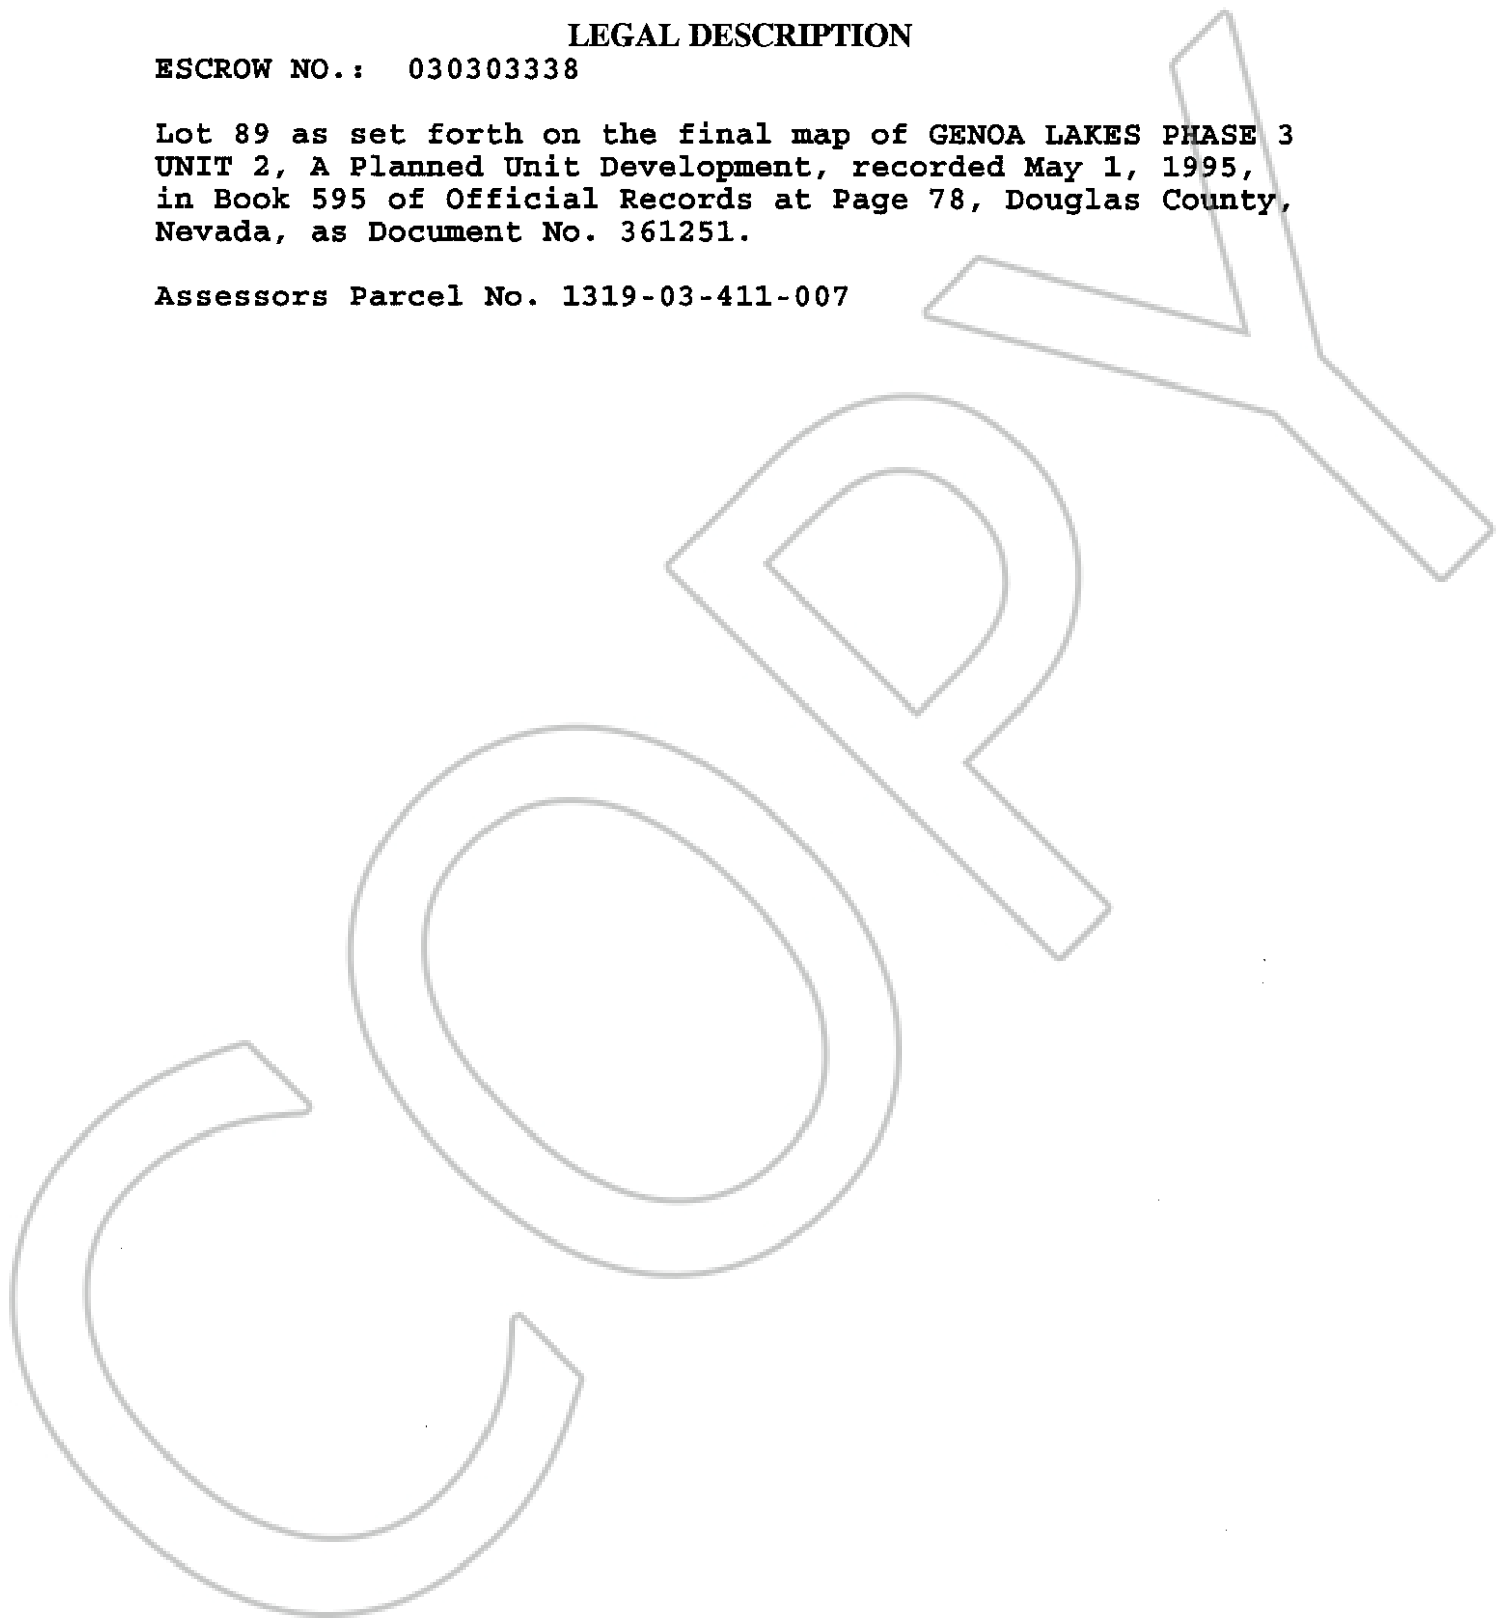 LEGAL DESCRIPTION
ESCROW NO.: 030303338
Lot 89 as set forth on the final map of GENOA LAKES PHASE 3
UNIT 2, A Planned Unit Development, recorded May 1, 1995,
in Book 595 of Official Records at Page 78, Douglas County,
Nevada, as Document No. 361251.
Assessors Parcel No. 1319-03-411-007
COPY